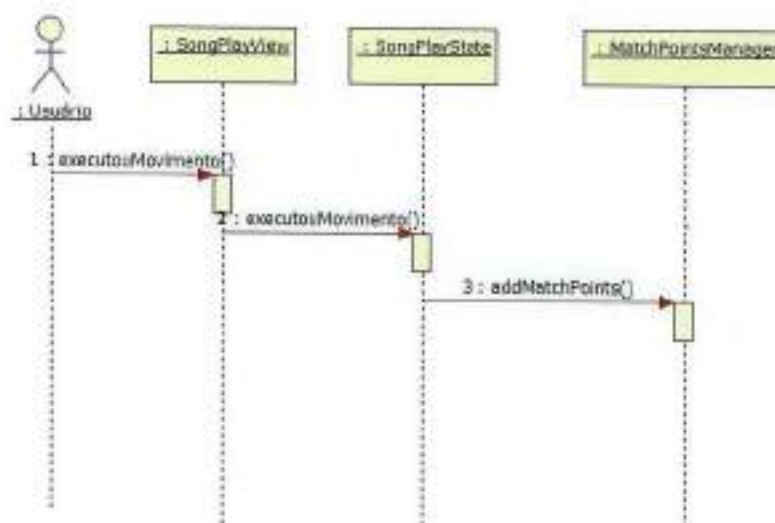 : SongPlayView
: SongPlayState
: MatchPointsManager
: Usuário
1 : executouMovimento()
2 : executouMovimento()
3 : addMatchPoints()